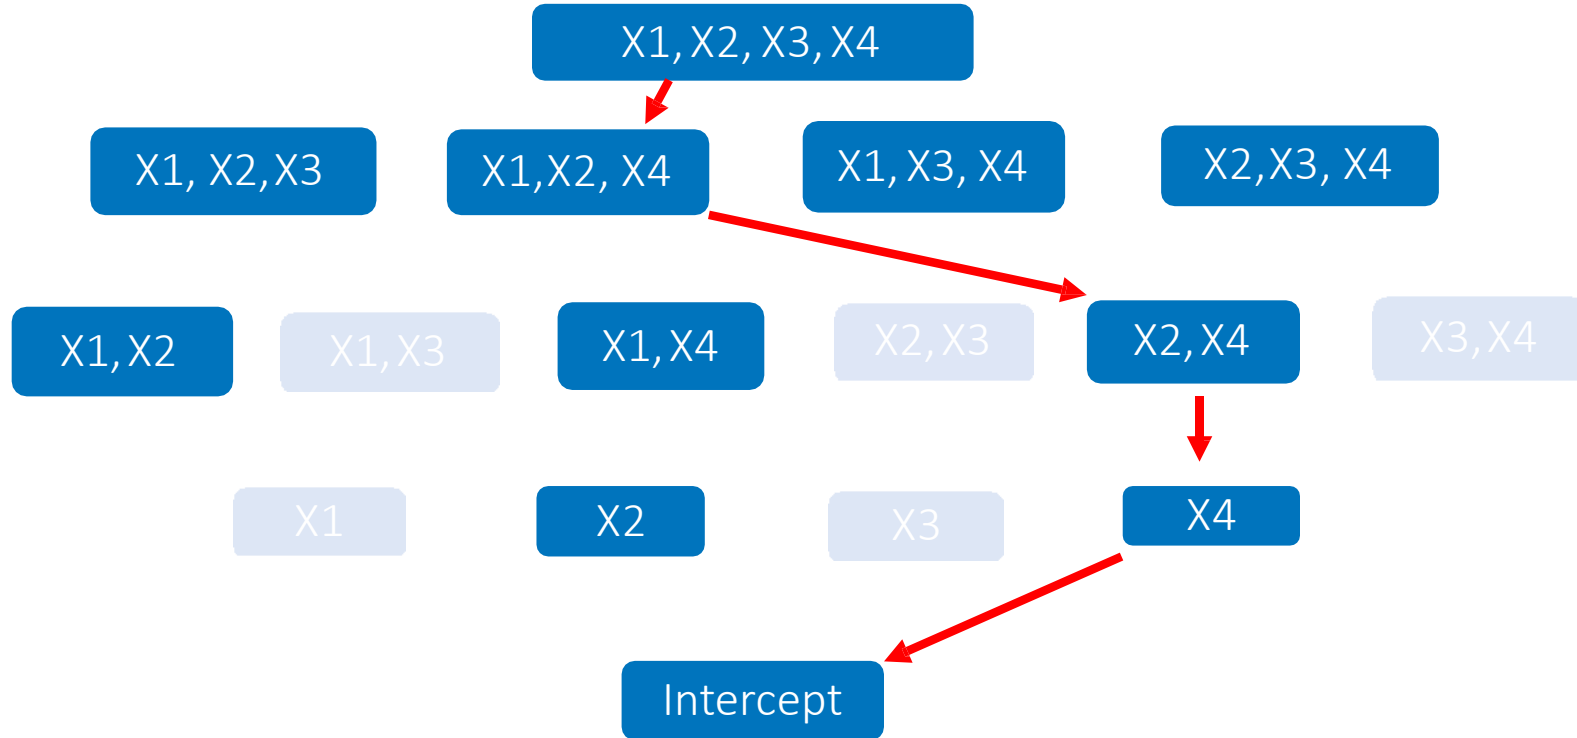 X1, X2, X3, X4
X1, X2, X3
X1, X2, X4
X1, X3, X4
X2, X3, X4
X1, X2
X1, X3
X1, X4
X2, X3
X2, X4
X3, X4
X1
X2
X3
X4
Intercept